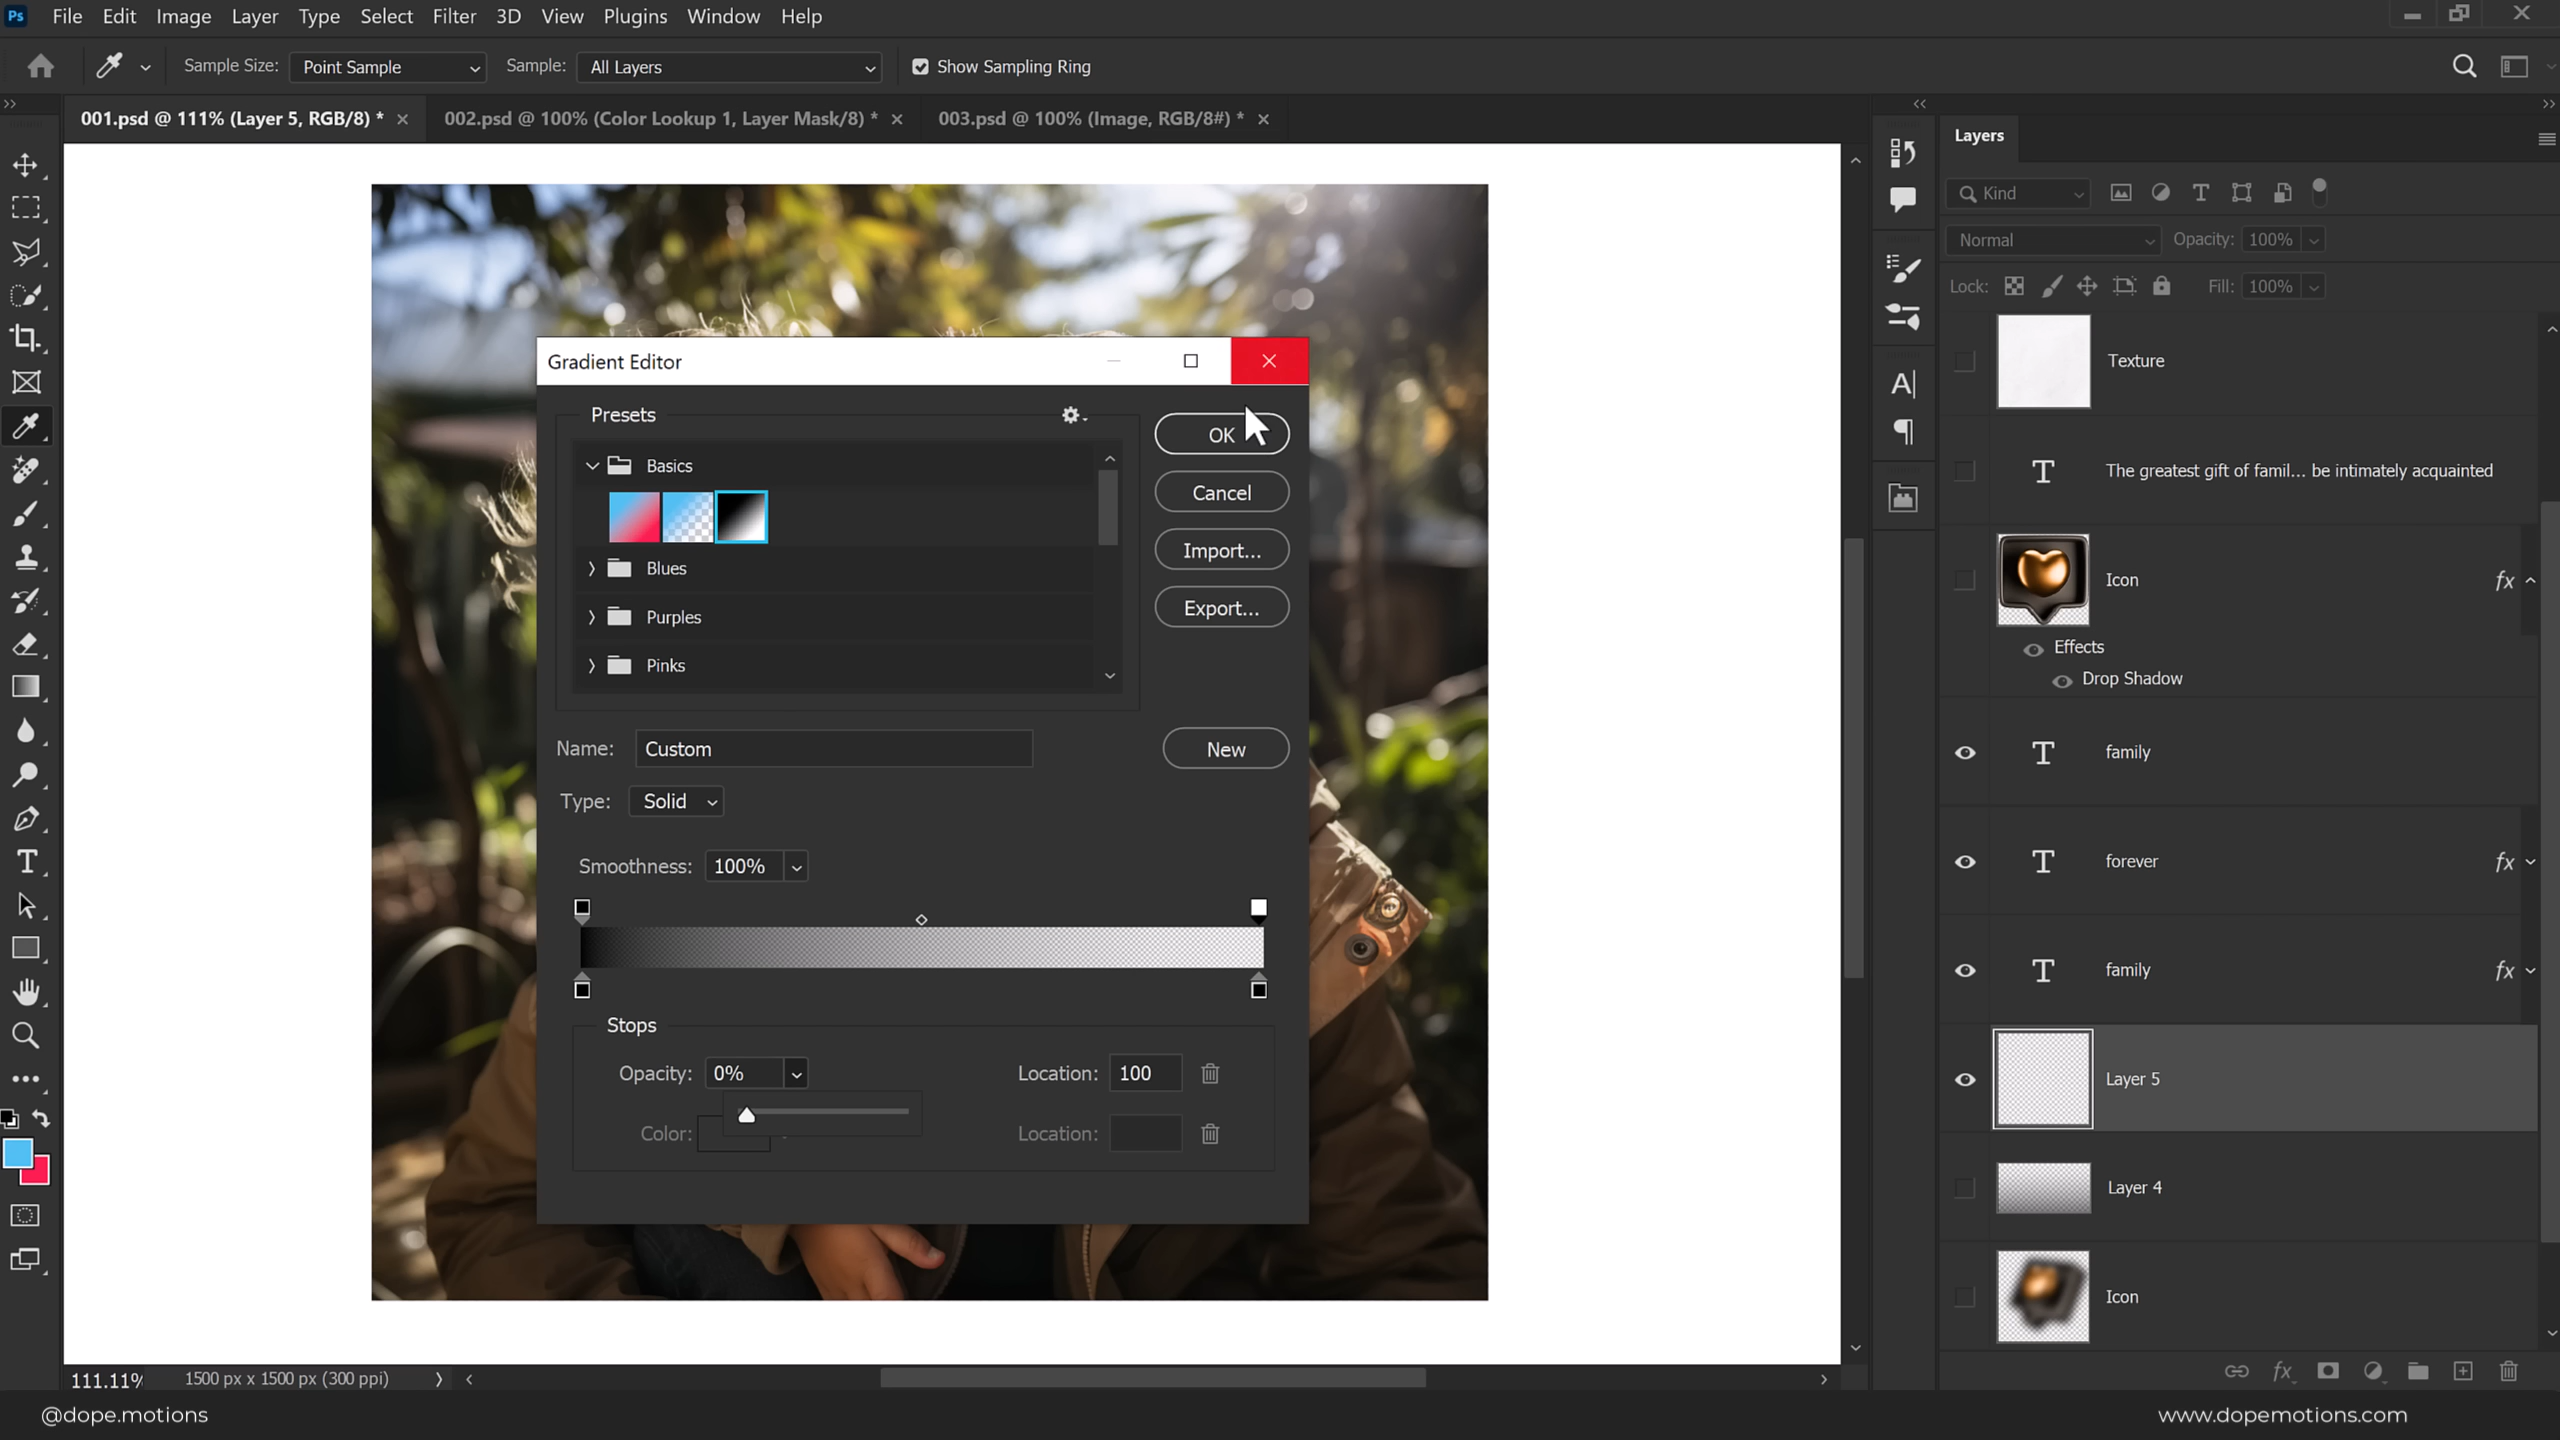 Ps File Edit Image Layer Type Select Filter 3D View Plugins Window Help
Sample Size: Point Sample Sample: All Layers Show Sampling Ring
001.psd @ 111% (Layer 5, RGB/8) * 002.psd @ 100% (Color Lookup 1, Layer Mask/8) * 003.psd @ 100% (Image, RGB/8#) *
Gradient Editor
Presets
OK
Basics
Cancel
Import...
Blues
Export...
Purples
Pinks
Name: Custom New
Type: Solid
Smoothness: 100%
Stops
Opacity: 0% Location: 100
Color: Location:
Layers
Kind
Normal Opacity: 100%
Lock: Fill: 100%
Texture
The greatest gift of famil... be intimately acquainted
Icon fx
Effects
Drop Shadow
family
forever fx
family fx
Layer 5
Layer 4
Icon
111.11% 1500 px x 1500 px (300 ppi)
@dope.motions www.dopemotions.com